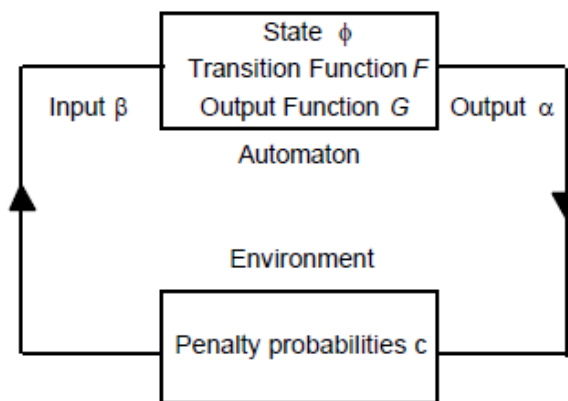 State ϕ
Transition Function F
Input β
Output Function G
Output α
Automaton
Environment
Penalty probabilities c